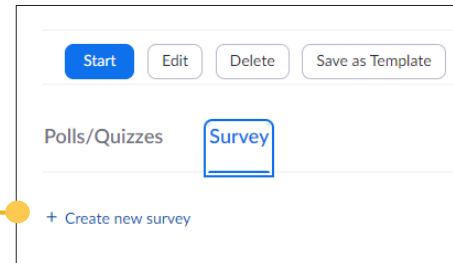 Start Edit Delete Save as Template
Polls/Quizzes Survey
+ Create new survey